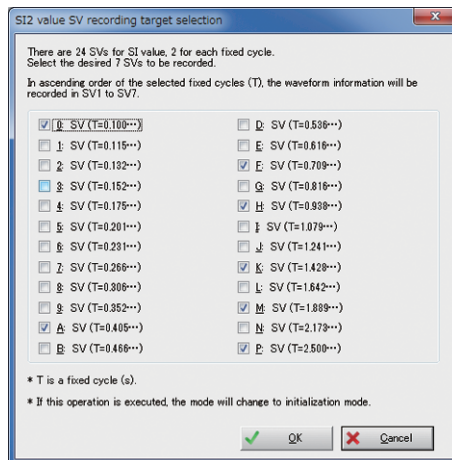 SI2 value SV recording target selection
There are 24 SVs for SI value, 2 for each fixed cycle.
Select the desired 7 SVs to be recorded.
In ascending order of the selected fixed cycles (T), the waveform information will be
recorded in SV1 to SV7.
0: SV (T=0.100···)
1: SV (T=0.115···)
2: SV (T=0.132···)
3: SV (T=0.152···)
4: SV (T=0.175···)
5: SV (T=0.201···)
6: SV (T=0.231···)
7: SV (T=0.266···)
8: SV (T=0.306···)
9: SV (T=0.352···)
A: SV (T=0.405···)
B: SV (T=0.466···)
D: SV (T=0.536···)
E: SV (T=0.616···)
F: SV (T=0.709···)
G: SV (T=0.816···)
H: SV (T=0.938···)
I: SV (T=1.079···)
J: SV (T=1.241···)
K: SV (T=1.428···)
L: SV (T=1.642···)
M: SV (T=1.889···)
N: SV (T=2.173···)
P: SV (T=2.500···)
* T is a fixed cycle (s).
* If this operation is executed, the mode will change to initialization mode.
OK
Cancel